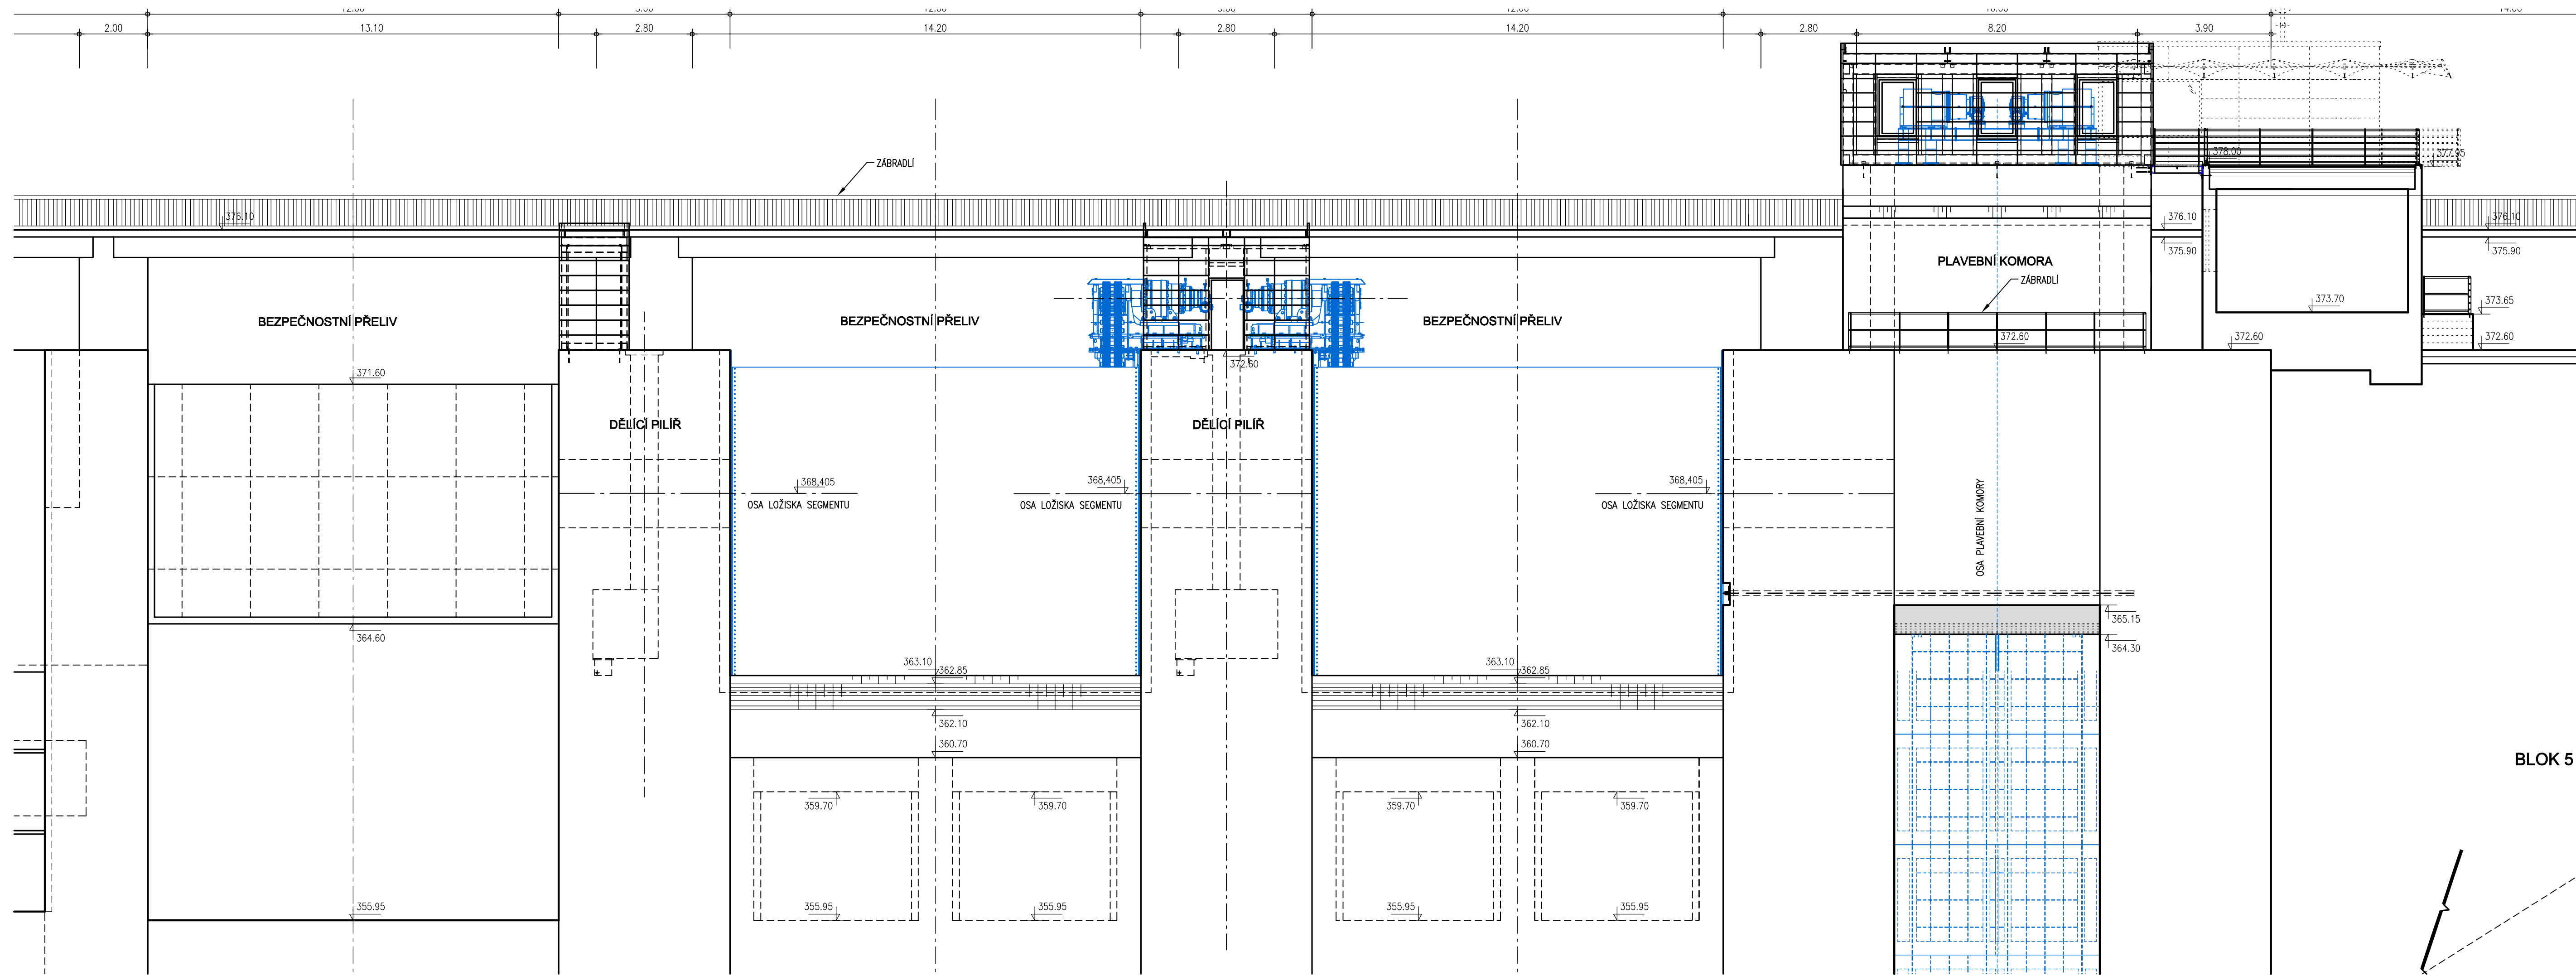 2.00 13.10 2.80 14.20 2.80 14.20 2.80 8.20 3.90
ZÁBRADLÍ
378.00
377.95
376.10
376.10
376.10
375.90
375.90
PLAVEBNÍ KOMORA
ZÁBRADLÍ
373.70
373.65
BEZPEČNOSTNÍ PŘELIV
BEZPEČNOSTNÍ PŘELIV
BEZPEČNOSTNÍ PŘELIV
372.60
372.60
372.60
372.60
371.60
DĚLÍCÍ PILÍŘ
DĚLÍCÍ PILÍŘ
368,405
368,405
368,405
OSA LOŽISKA SEGMENTU
OSA LOŽISKA SEGMENTU
OSA LOŽISKA SEGMENTU
OSA PLAVEBNÍ KOMORY
365.15
364.60
364.30
363.10
362.85
363.10
362.85
362.10
362.10
360.70
360.70
BLOK 5
359.70
359.70
359.70
359.70
355.95
355.95
355.95
355.95
355.95